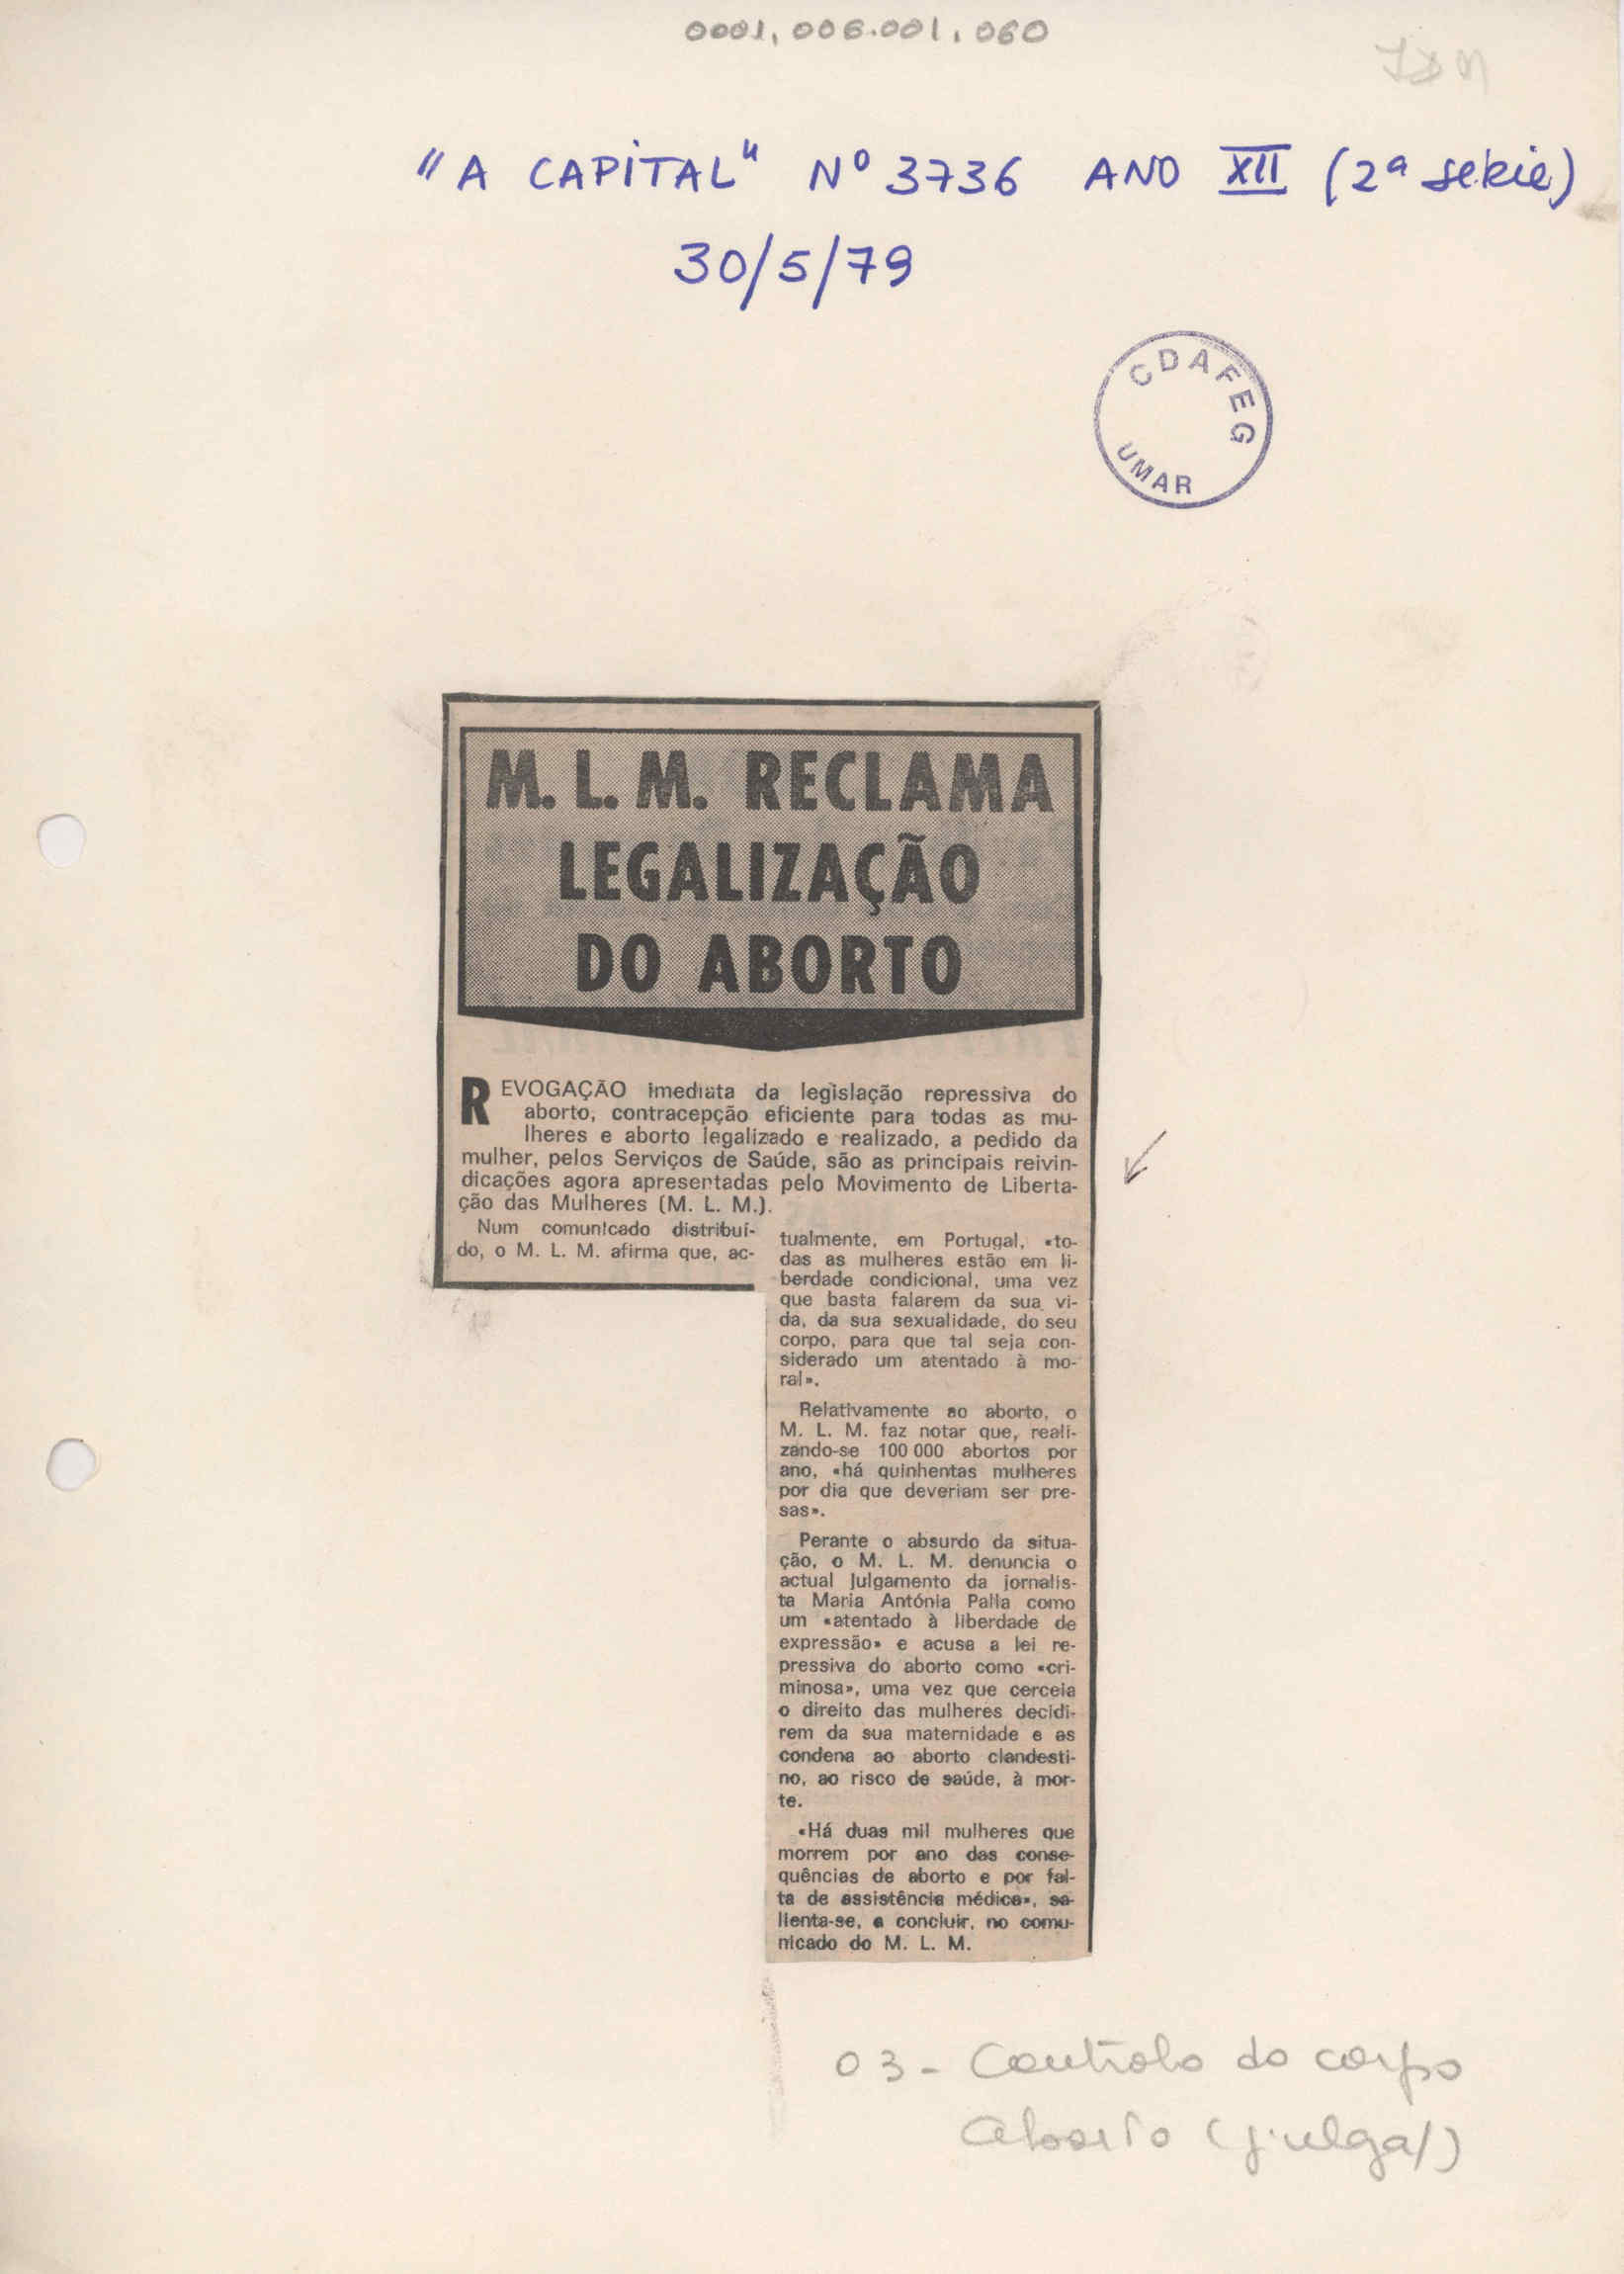 0001,006.001,060
"A CAPITAL" Nº 3736 ANO XII (2ª serie)
30/5/79
CDAFEG
UMAR
M. L. M. RECLAMA
LEGALIZAÇÃO
DO ABORTO
REVOGAÇÃO imediata da legislação repressiva do
aborto, contracepção eficiente para todas as mu-
lheres e aborto legalizado e realizado, a pedido da
mulher, pelos Serviços de Saúde, são as principais reivin-
dicações agora apresentadas pelo Movimento de Liberta-
ção das Mulheres (M. L. M.).
Num comunicado distribuí-
do, o M. L. M. afirma que, ac-
tualmente, em Portugal, «to-
das as mulheres estão em li-
berdade condicional, uma vez
que basta falarem da sua vi-
da, da sua sexualidade, do seu
corpo, para que tal seja con-
siderado um atentado à mo-
ral».
Relativamente ao aborto, o
M. L. M. faz notar que, reali-
zando-se 100 000 abortos por
ano, «há quinhentas mulheres
por dia que deveriam ser pre-
sas».
Perante o absurdo da situa-
ção, o M. L. M. denuncia o
actual julgamento da jornalis-
ta Maria Antónia Palla como
um «atentado à liberdade de
expressão» e acusa a lei re-
pressiva do aborto como «cri-
minosa», uma vez que cerceia
o direito das mulheres decidi-
rem da sua maternidade e as
condena ao aborto clandesti-
no, ao risco de saúde, à mor-
te.
«Há duas mil mulheres que
morrem por ano das conse-
quências de aborto e por fal-
ta de assistência médica», sa-
lienta-se, a concluir, no comu-
nicado do M. L. M.
03 - Controlo do corpo
Aborto (julga/)